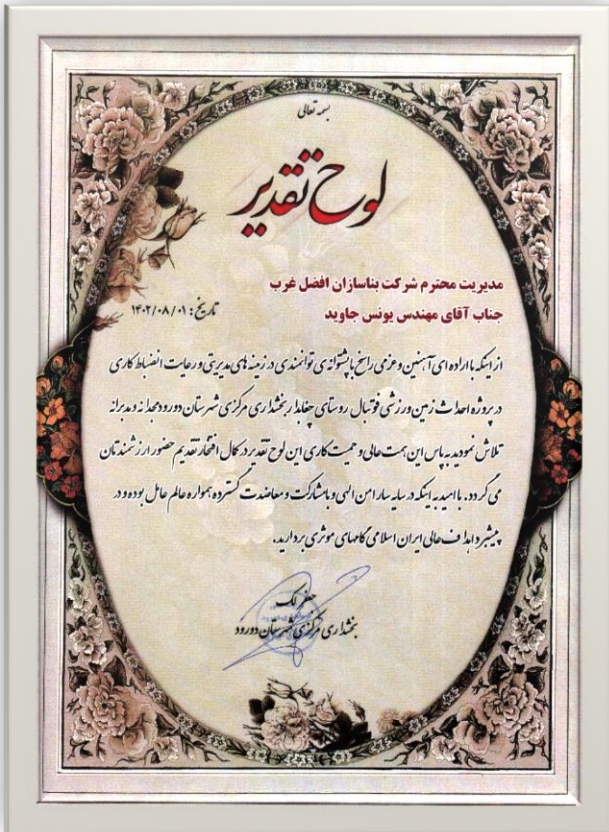 بسمه تعالی
لوح تقدیر
مدیریت محترم شرکت بناسازان افضل غرب
جناب آقای مهندس یونس جاوید
تاریخ: ۱۴۰۲/۰۸/۰۱
از اینکه با اراده ای آهنین و عزمی راسخ با پشتوانه ی توانمندی در زمینه های مدیریتی و رعایت انضباط کاری
در پروژه احداث زمین ورزشی فوتبال روستای چغابدار بخشداری مرکزی شهرستان دورود مجدانه و مدبرانه
تلاش نمودید به پاس این همت عالی و حمیت کاری این لوح تقدیر در کمال افتخار تقدیم حضور ارزشمندتان
می گردد. با امید به اینکه در سایه سار امن الهی و با مشارکت و معاضدت گسترده همواره عالم عامل بوده و در
پیشبرد اهداف عالی ایران اسلامی گامهای موثری بردارید.
جعفر لک
بخشداری مرکزی شهرستان دورود